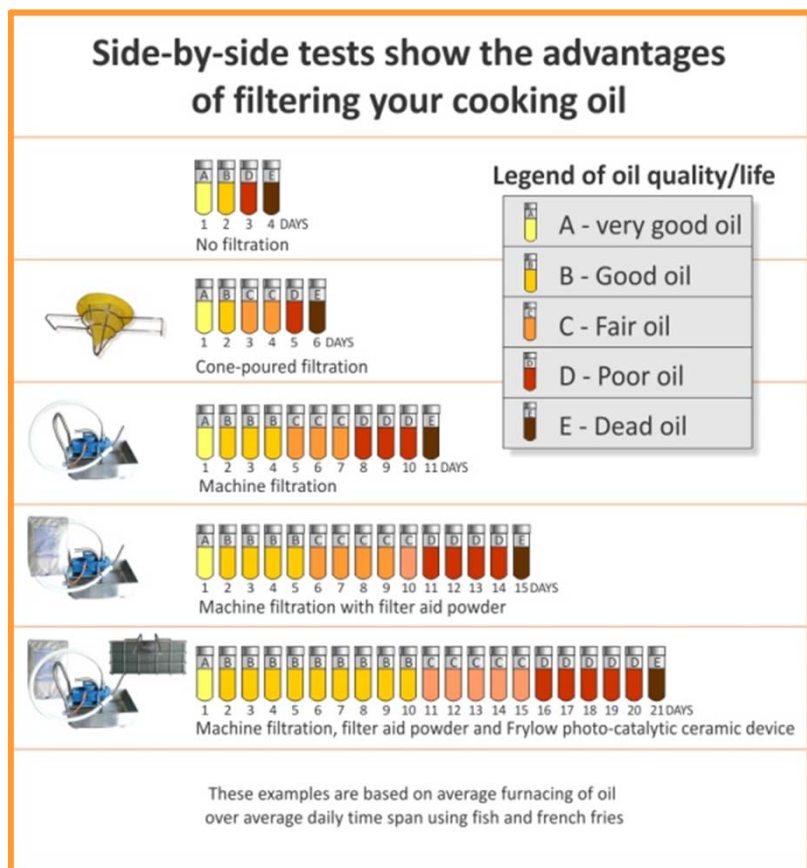 Side-by-side tests show the advantages
of filtering your cooking oil
A B D E
1 2 3 4 DAYS
No filtration
Legend of oil quality/life
A A - very good oil
B B - Good oil
C C - Fair oil
D D - Poor oil
E E - Dead oil
A B C C D E
1 2 3 4 5 6 DAYS
Cone-poured filtration
A B B B C C C D D D E
1 2 3 4 5 6 7 8 9 10 11 DAYS
Machine filtration
A B B B B C C C C C D D D D E
1 2 3 4 5 6 7 8 9 10 11 12 13 14 15 DAYS
Machine filtration with filter aid powder
A B B B B B B B B B C C C C C D D D D D E
1 2 3 4 5 6 7 8 9 10 11 12 13 14 15 16 17 18 19 20 21 DAYS
Machine filtration, filter aid powder and Frylow photo-catalytic ceramic device
These examples are based on average furnacing of oil
over average daily time span using fish and french fries